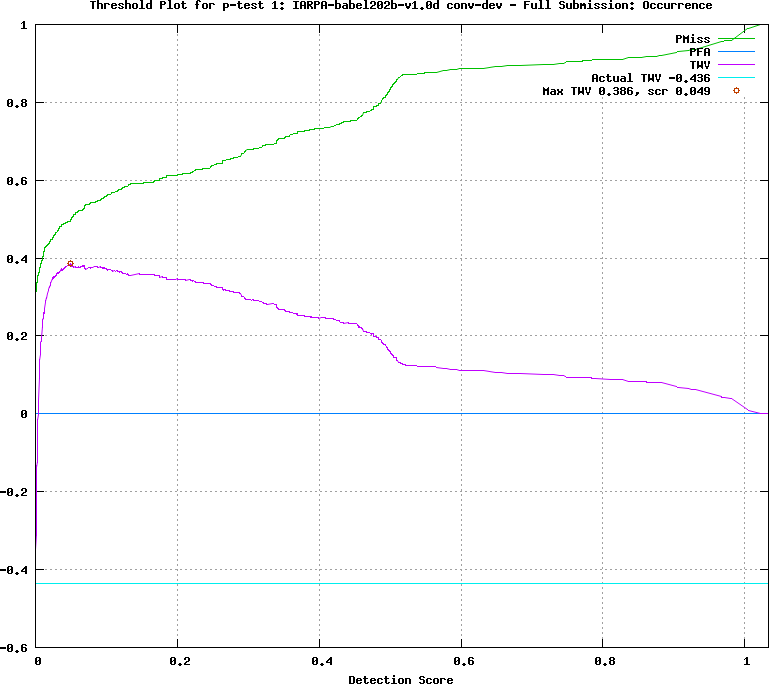 Threshold Plot for p-test 1: IARPA-babel202b-v1.0d conv-dev - Full Submission: Occurrence
1
PMiss
PFA
TWV
Actual TWV -0.436
Max TWV 0.386, scr 0.049
0.8
0.6
0.4
0.2
0
-0.2
-0.4
-0.6
0 0.2 0.4 0.6 0.8 1
Detection Score